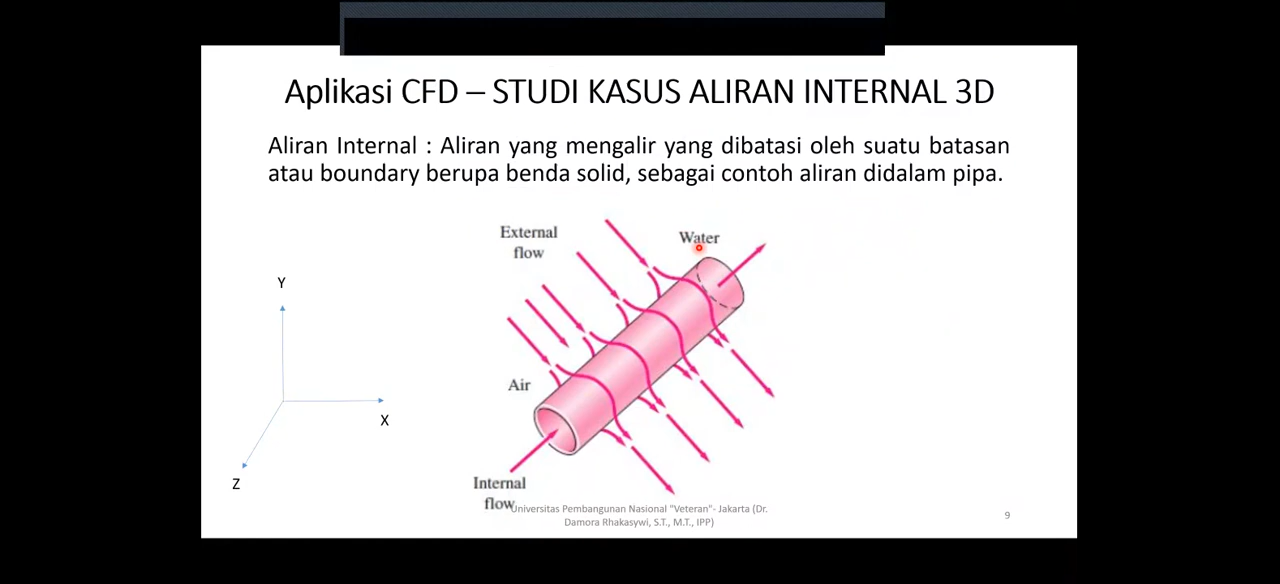 Aplikasi CFD – STUDI KASUS ALIRAN INTERNAL 3D
Aliran Internal : Aliran yang mengalir yang dibatasi oleh suatu batasan
atau boundary berupa benda solid, sebagai contoh aliran didalam pipa.
External
flow
Water
Y
X
Z
Air
Internal
flow
Universitas Pembangunan Nasional "Veteran"- Jakarta (Dr.
Damora Rhakasywi, S.T., M.T., IPP)
9